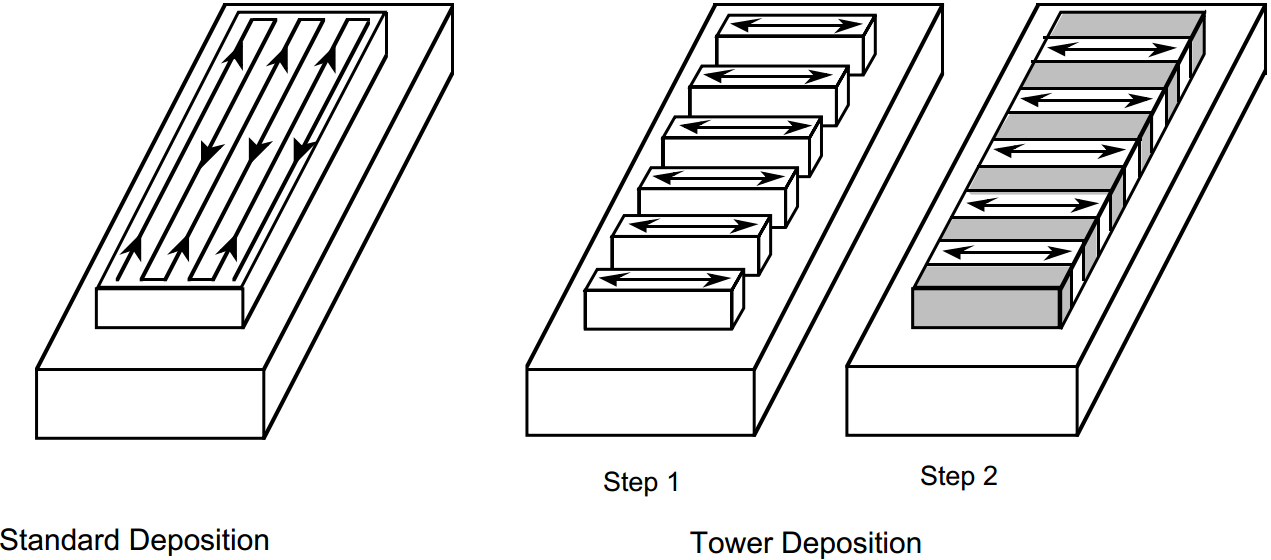 Step 1
Step 2
Standard Deposition
Tower Deposition